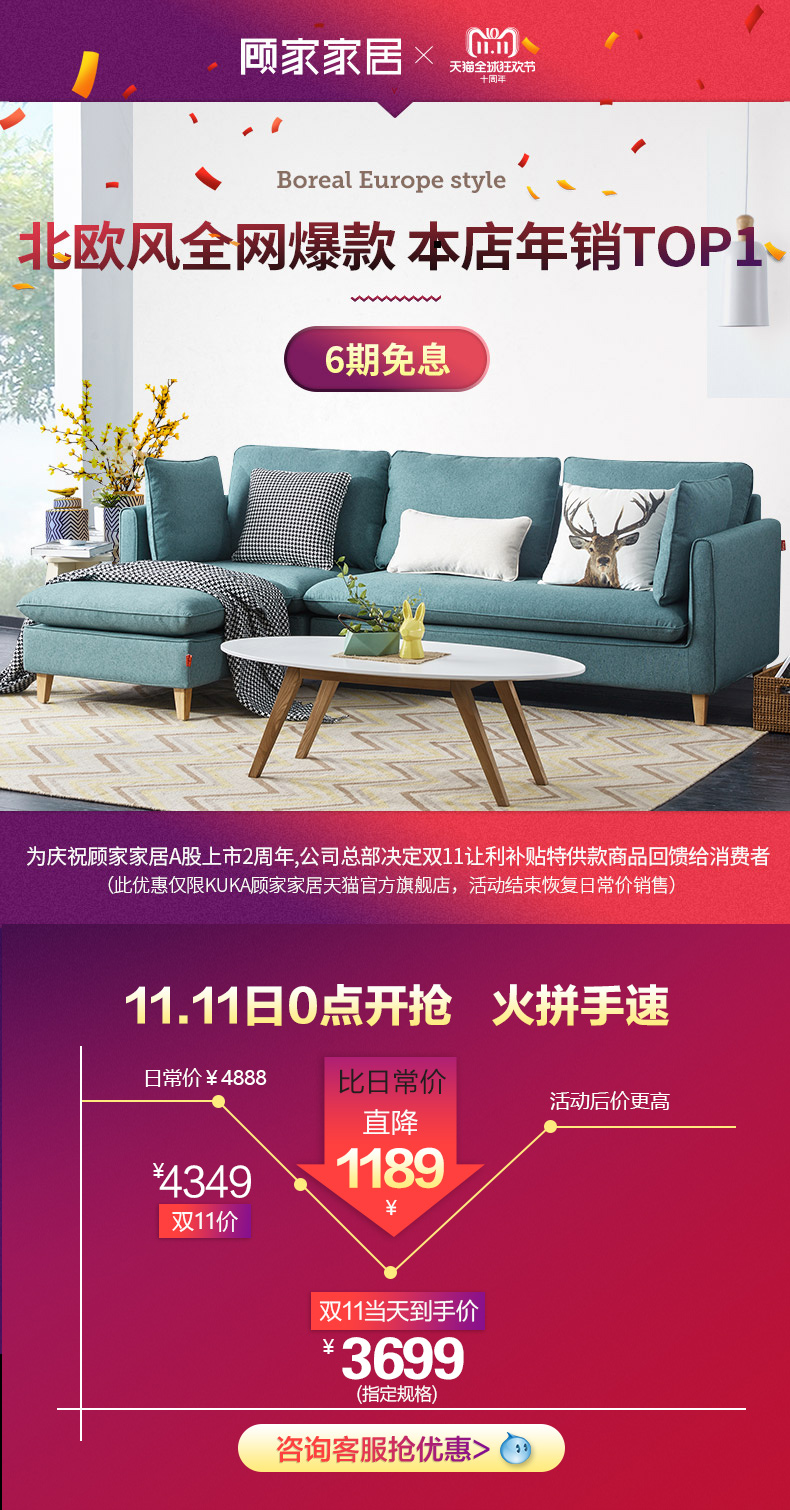 顾家家居 × 11.11
天猫全球狂欢节
十周年
Boreal Europe style
北欧风全网爆款 本店年销TOP1
6期免息
为庆祝顾家家居A股上市2周年,公司总部决定双11让利补贴特供款商品回馈给消费者
（此优惠仅限KUKA顾家家居天猫官方旗舰店，活动结束恢复日常价销售）
11.11日0点开抢 火拼手速
日常价¥4888
比日常价
直降
1189
¥
活动后价更高
¥4349
双11价
双11当天到手价
¥3699
(指定规格)
咨询客服抢优惠>